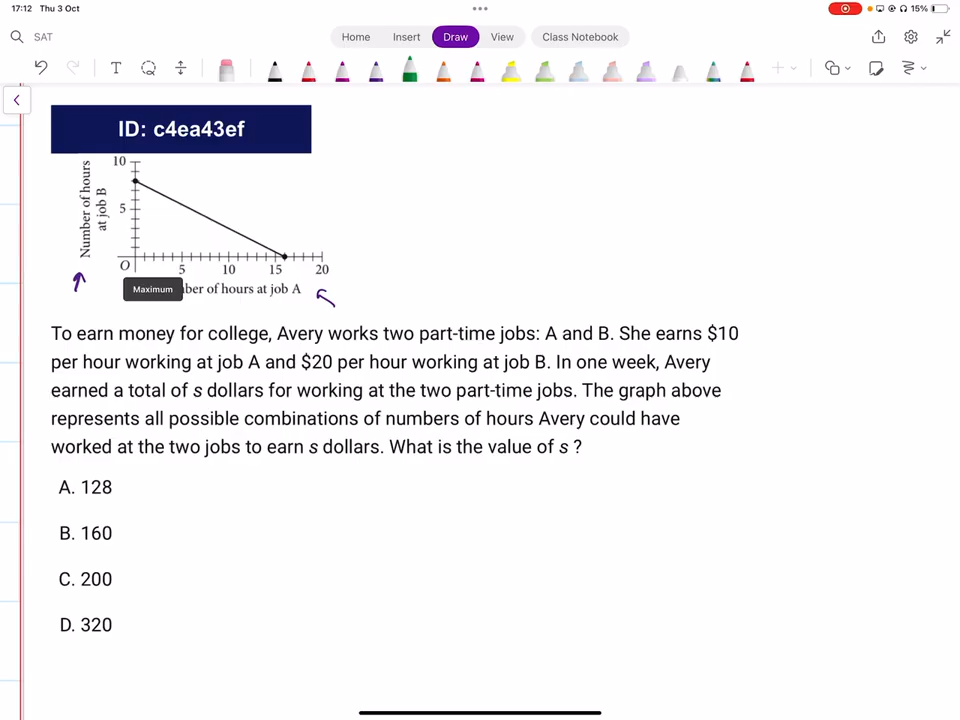 17:12 Thu 3 Oct
15%
SAT
Home Insert Draw View Class Notebook
ID: c4ea43ef
Number of hours
at job B
10
5
O
5 10 15 20
Maximum
ber of hours at job A
To earn money for college, Avery works two part-time jobs: A and B. She earns $10
per hour working at job A and $20 per hour working at job B. In one week, Avery
earned a total of s dollars for working at the two part-time jobs. The graph above
represents all possible combinations of numbers of hours Avery could have
worked at the two jobs to earn s dollars. What is the value of s ?
A. 128
B. 160
C. 200
D. 320